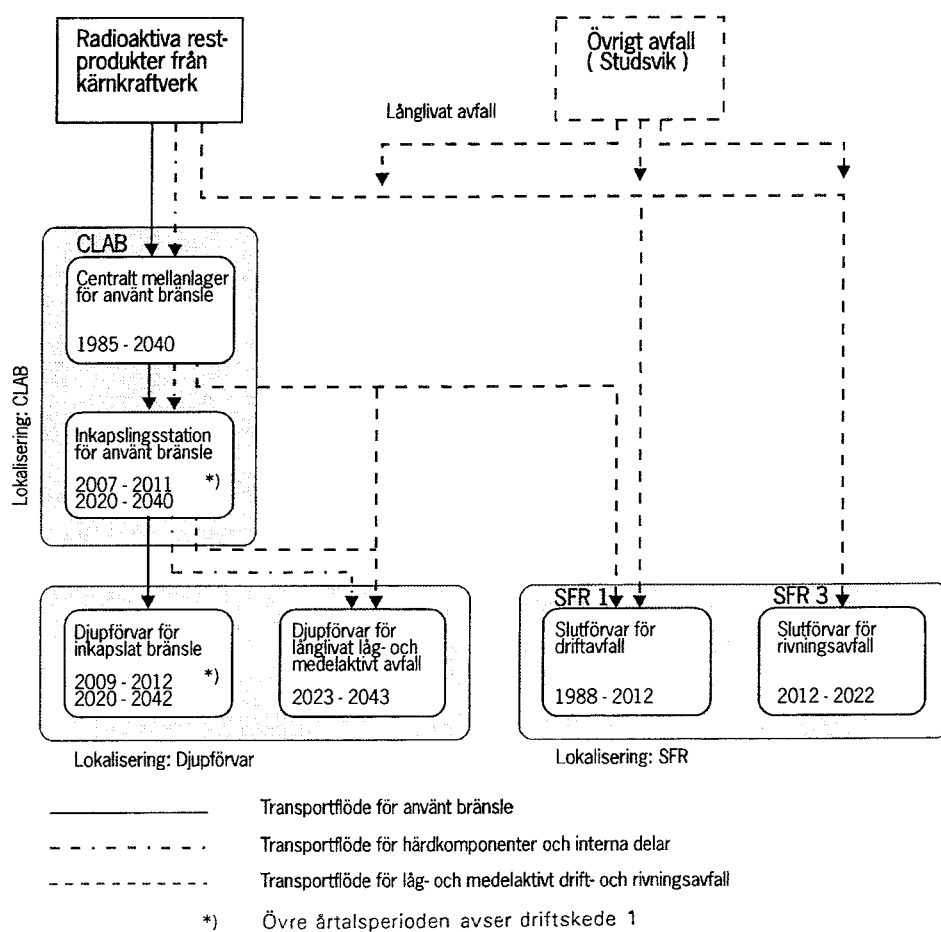 Radioaktiva rest-
produkter från
kärnkraftverk
Övrigt avfall
( Studsvik )
Långlivat avfall
CLAB
Centralt mellanlager
för använt bränsle
1985 - 2040
Lokalisering: CLAB
Inkapslingsstation
för använt bränsle
2007 - 2011 *)
2020 - 2040
Djupförvar för
inkapslat bränsle
2009 - 2012 *)
2020 - 2042
Djupförvar för
långlivat låg- och
medelaktivt avfall
2023 - 2043
SFR 1
Slutförvar för
driftavfall
1988 - 2012
SFR 3
Slutförvar för
rivningsavfall
2012 - 2022
Lokalisering: Djupförvar
Lokalisering: SFR
Transportflöde för använt bränsle
Transportflöde för härdkomponenter och interna delar
Transportflöde för låg- och medelaktivt drift- och rivningsavfall
*) Övre årtalsperioden avser driftskede 1